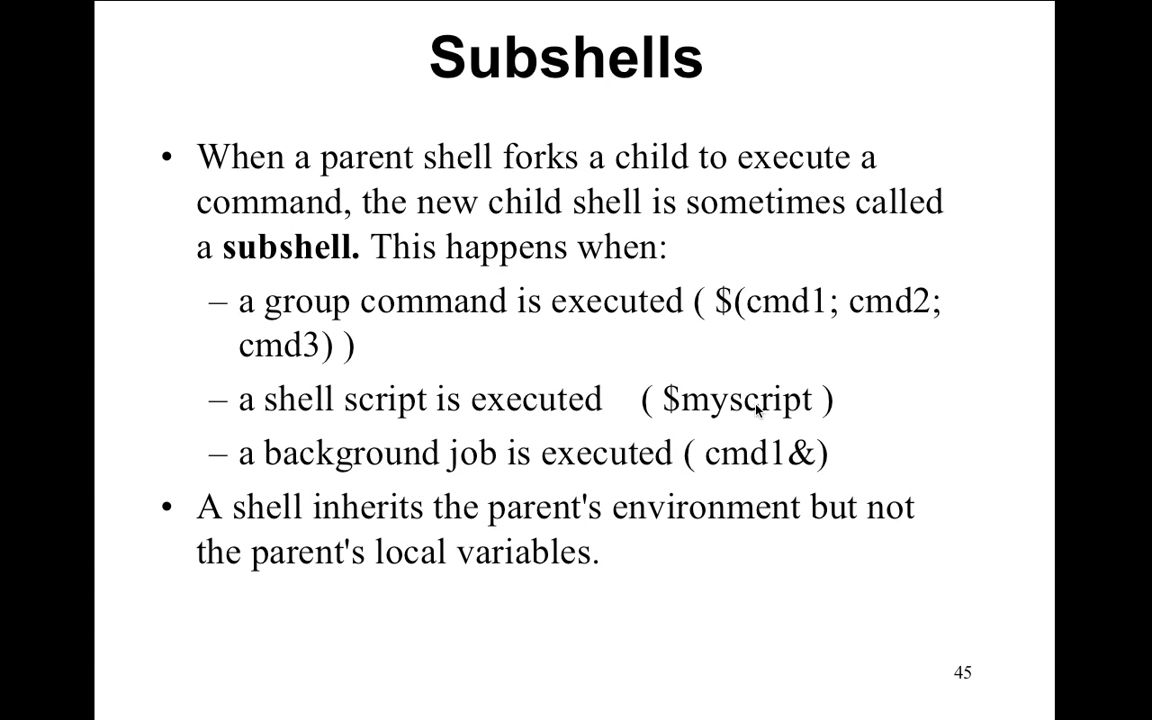 Subshells
• When a parent shell forks a child to execute a
command, the new child shell is sometimes called
a subshell. This happens when:
– a group command is executed ( $(cmd1; cmd2;
cmd3) )
– a shell script is executed ( $myscript )
– a background job is executed ( cmd1&)
• A shell inherits the parent's environment but not
the parent's local variables.
45